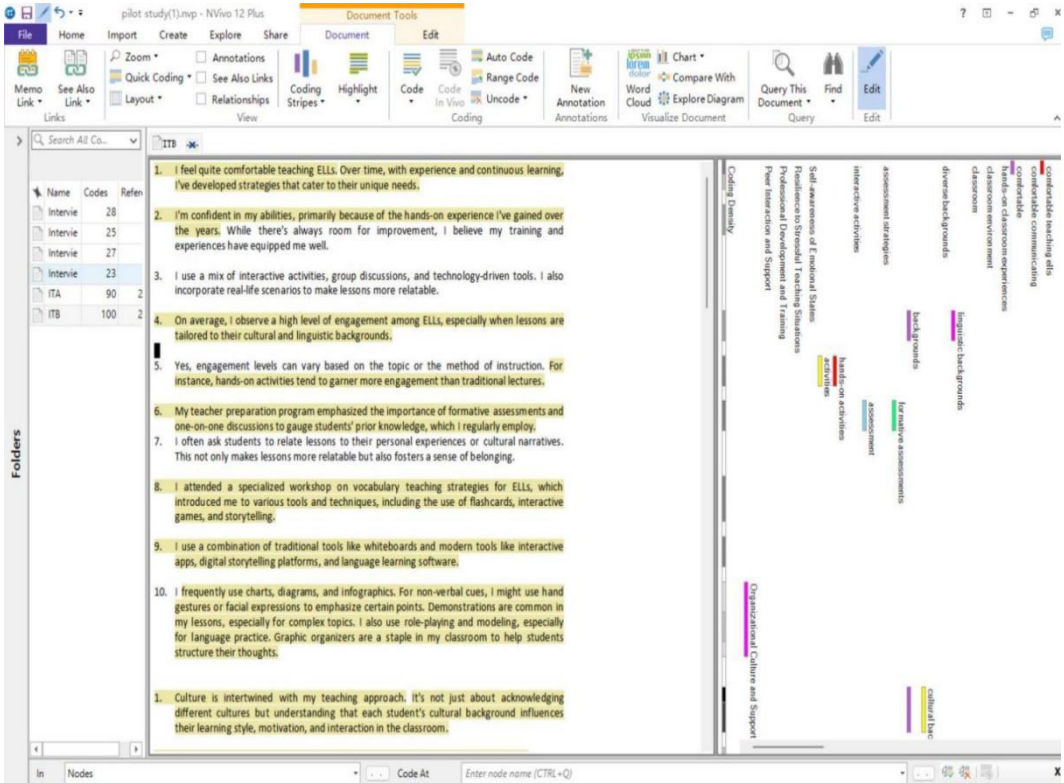 pilot study(1).nvp - NVivo 12 Plus
Document Tools
?
File
Home
Import
Create
Explore
Share
Document
Edit
Memo Link
See Also Link
Links
Zoom
Quick Coding
Layout
Annotations
See Also Links
Relationships
View
Coding Stripes
Highlight
Code
Code In Vivo
Auto Code
Range Code
Uncode
Coding
New Annotation
Annotations
Word Cloud
Chart
Compare With
Explore Diagram
Visualize Document
Query This Document
Find
Query
Edit
Edit
Search All Co...
ITB
Name Codes Refer
Intervie 28
Intervie 25
Intervie 27
Intervie 23
ITA 90 2
ITB 100 2
Folders
1. I feel quite comfortable teaching ELLs. Over time, with experience and continuous learning,
I've developed strategies that cater to their unique needs.
2. I'm confident in my abilities, primarily because of the hands-on experience I've gained over
the years. While there's always room for improvement, I believe my training and
experiences have equipped me well.
3. I use a mix of interactive activities, group discussions, and technology-driven tools. I also
incorporate real-life scenarios to make lessons more relatable.
4. On average, I observe a high level of engagement among ELLs, especially when lessons are
tailored to their cultural and linguistic backgrounds.
5. Yes, engagement levels can vary based on the topic or the method of instruction. For
instance, hands-on activities tend to garner more engagement than traditional lectures.
6. My teacher preparation program emphasized the importance of formative assessments and
one-on-one discussions to gauge students' prior knowledge, which I regularly employ.
7. I often ask students to relate lessons to their personal experiences or cultural narratives.
This not only makes lessons more relatable but also fosters a sense of belonging.
8. I attended a specialized workshop on vocabulary teaching strategies for ELLs, which
introduced me to various tools and techniques, including the use of flashcards, interactive
games, and storytelling.
9. I use a combination of traditional tools like whiteboards and modern tools like interactive
apps, digital storytelling platforms, and language learning software.
10. I frequently use charts, diagrams, and infographics. For non-verbal cues, I might use hand
gestures or facial expressions to emphasize certain points. Demonstrations are common in
my lessons, especially for complex topics. I also use role-playing and modeling, especially
for language practice. Graphic organizers are a staple in my classroom to help students
structure their thoughts.
1. Culture is intertwined with my teaching approach. It's not just about acknowledging
different cultures but understanding that each student's cultural background influences
their learning style, motivation, and interaction in the classroom.
comfortable teaching ells
comfortable communicating
comfortable
hands-on classroom experiences
classroom environment
classroom
linguistic backgrounds
diverse backgrounds
cultural bac
backgrounds
formative assessments
assessment strategies
assessment
interactive activities
hands-on activities
activities
Self-awareness of Emotional States
Resilience to Stressful Teaching Situations
Professional Development and Training
Peer Interaction and Support
Organizational Culture and Support
Coding Density
In
Nodes
Code At
Enter node name (CTRL+Q)
X